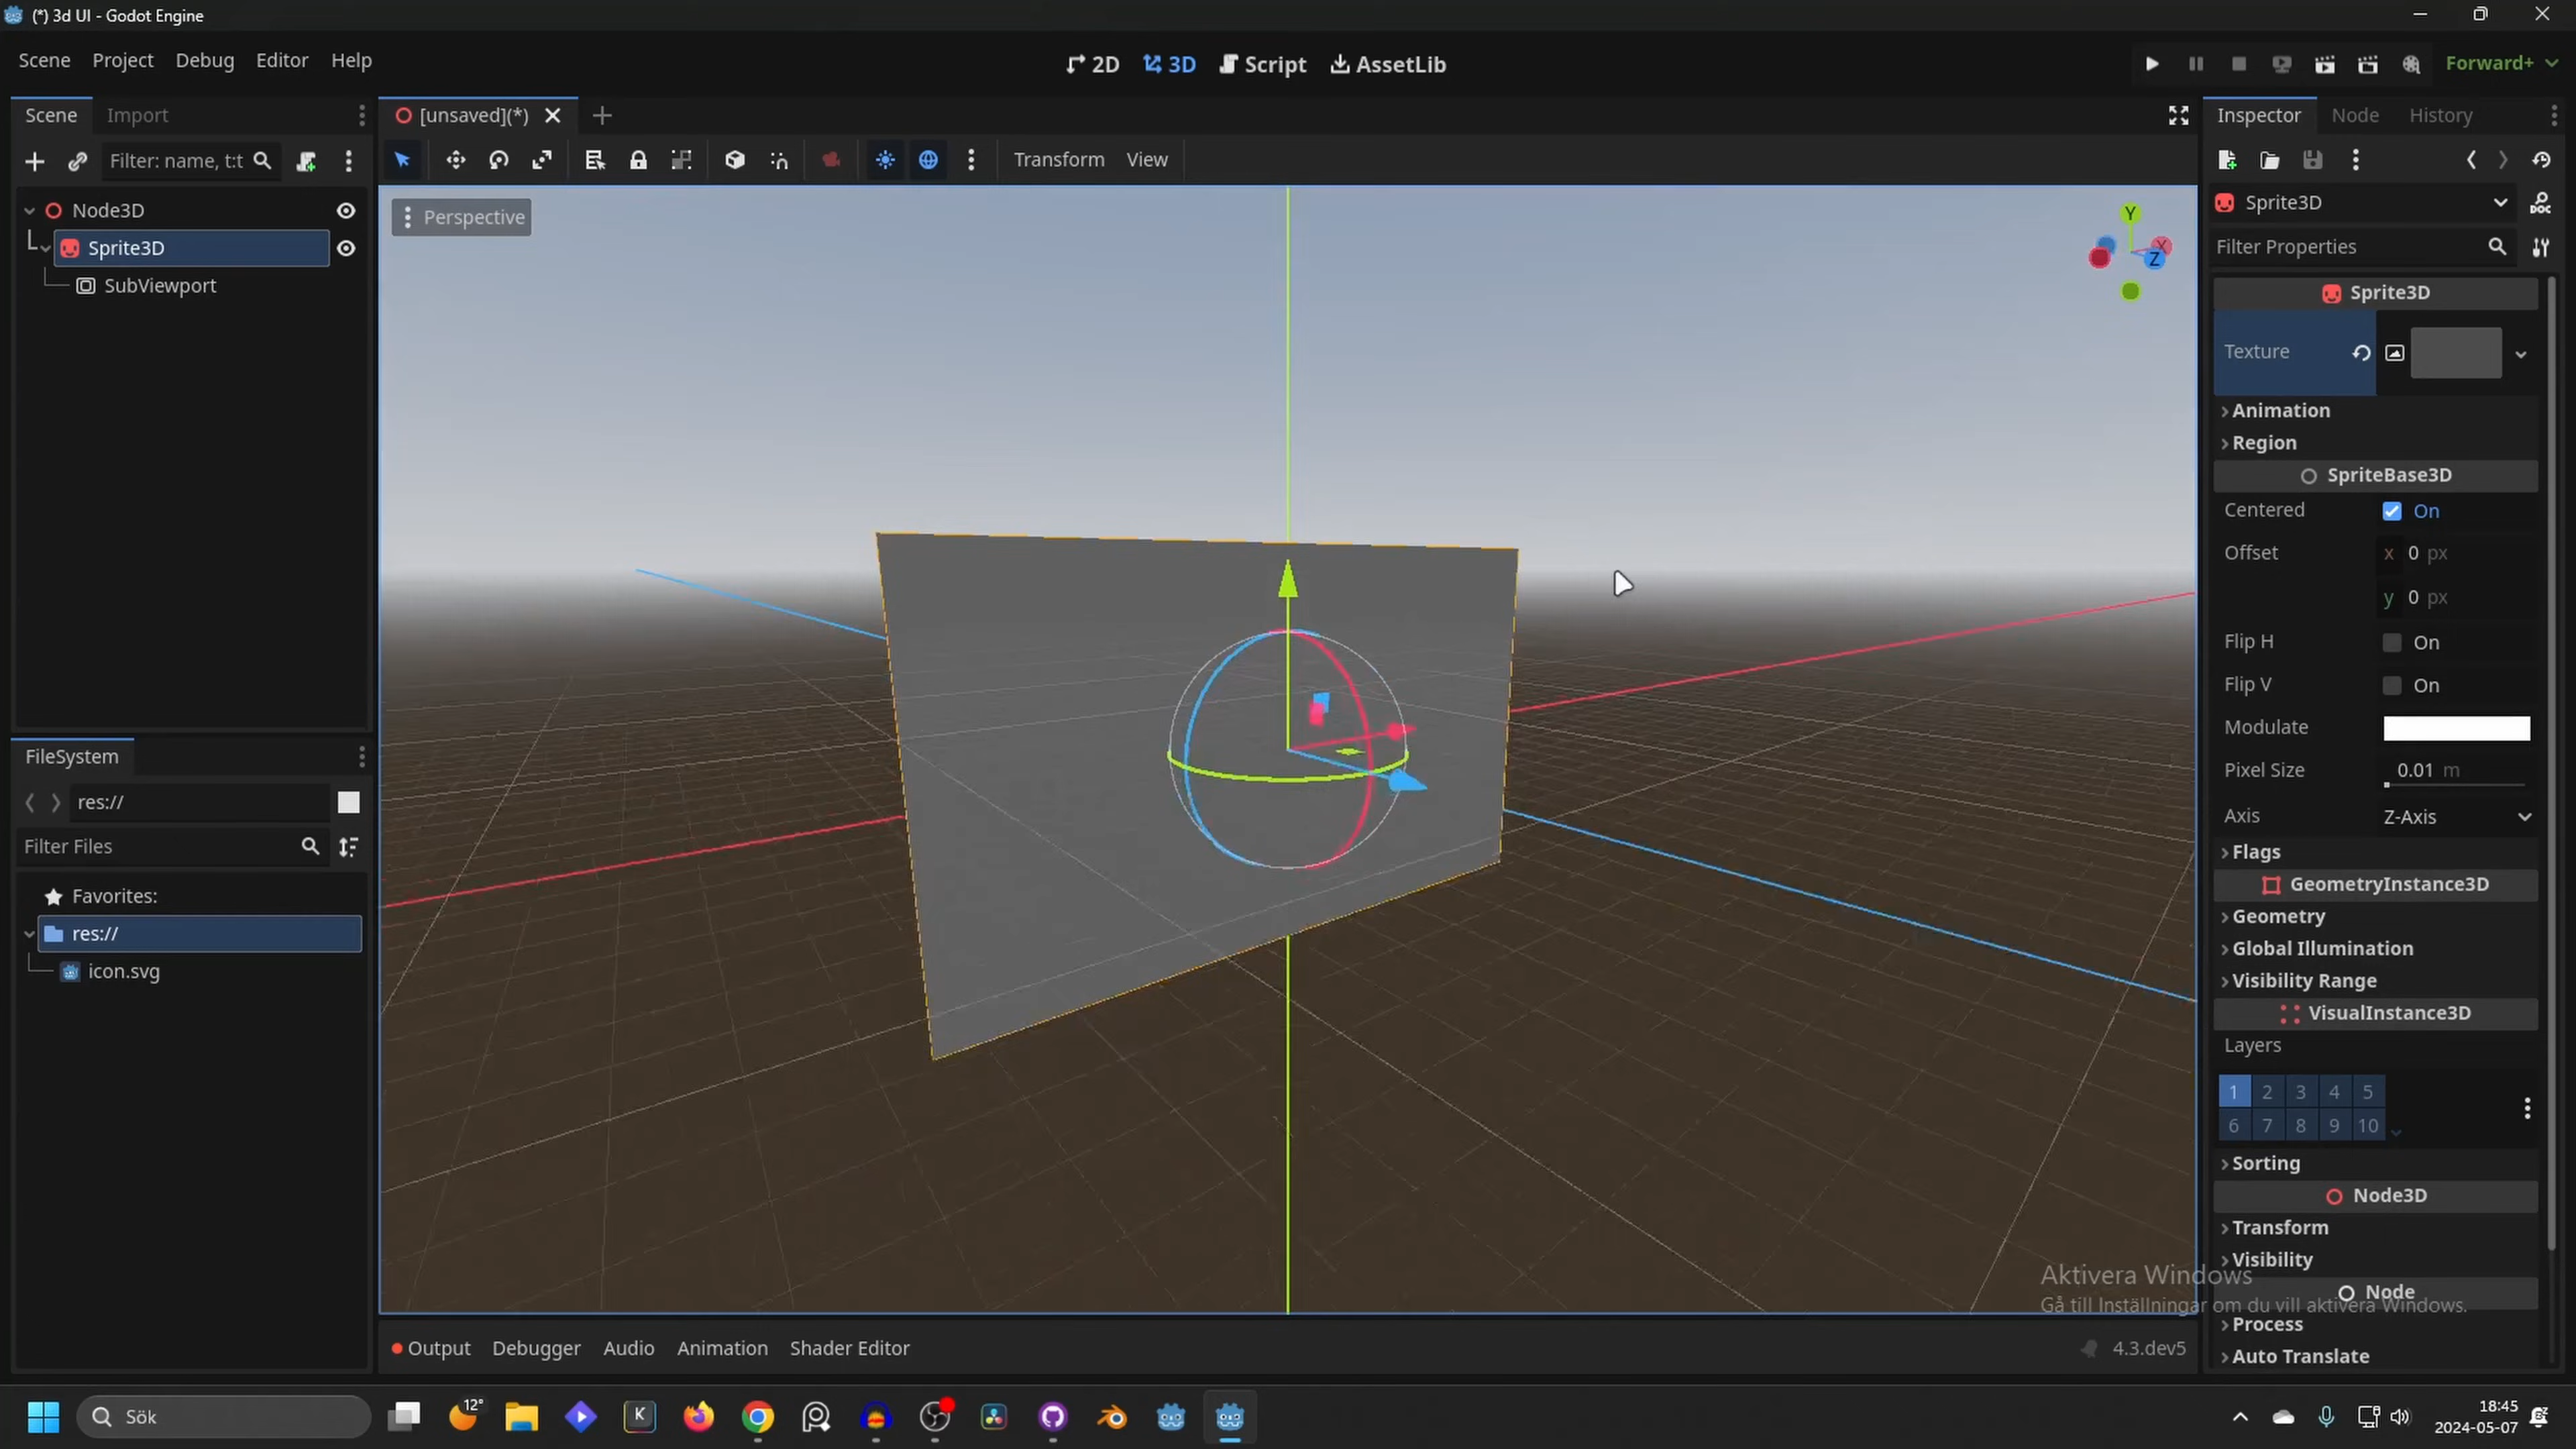 (*) 3d UI - Godot Engine
Scene Project Debug Editor Help
2D 3D Script AssetLib
Forward+
Scene Import
[unsaved](*)
Inspector Node History
Filter: name, t:t
Transform View
Node3D
Sprite3D
SubViewport
Perspective
Y
X
Z
Sprite3D
DOC
Filter Properties
Sprite3D
Texture
Animation
Region
SpriteBase3D
Centered On
Offset x 0 px
y 0 px
Flip H On
Flip V On
Modulate
Pixel Size 0.01 m
Axis Z-Axis
Flags
GeometryInstance3D
Geometry
Global Illumination
Visibility Range
VisualInstance3D
Layers
1 2 3 4 5
6 7 8 9 10
Sorting
Node3D
Transform
Visibility
Node
Process
Auto Translate
FileSystem
res://
Filter Files
Favorites:
res://
icon.svg
Aktivera Windows
Gå till Inställningar om du vill aktivera Windows.
Output Debugger Audio Animation Shader Editor
4.3.dev5
Sök
12°
K
18:45
2024-05-07